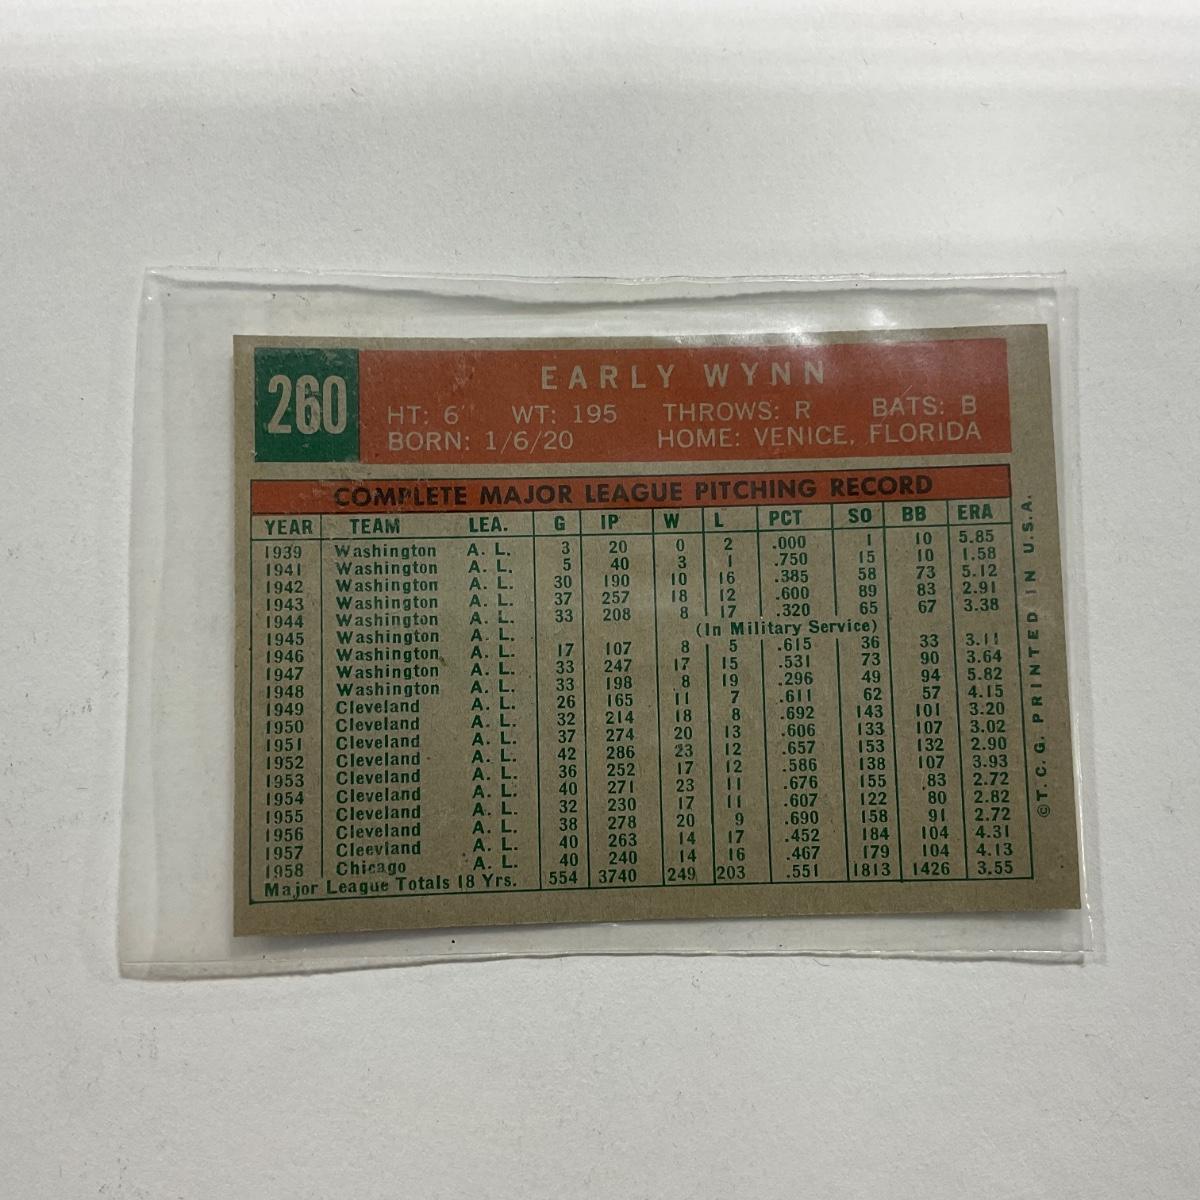 260
EARLY WYNN
HT: 6" WT: 195 THROWS: R BATS: B
BORN: 1/6/20 HOME: VENICE, FLORIDA
COMPLETE MAJOR LEAGUE PITCHING RECORD
YEAR TEAM LEA. G IP W L PCT SO BB ERA
1939 Washington A. L. 3 20 0 2 .000 1 10 5.85
1941 Washington A. L. 5 40 3 1 .750 15 10 1.58
1942 Washington A. L. 30 190 10 16 .385 58 73 5.12
1943 Washington A. L. 37 257 18 12 .600 89 83 2.91
1944 Washington A. L. 33 208 8 17 .320 65 67 3.38
1945 Washington A. L. (In Military Service)
1946 Washington A. L. 17 107 8 5 .615 36 33 3.11
1947 Washington A. L. 33 247 17 15 .531 73 90 3.64
1948 Washington A. L. 33 198 8 19 .296 49 94 5.82
1949 Cleveland A. L. 26 165 11 7 .611 62 57 4.15
1950 Cleveland A. L. 32 214 18 8 .692 143 101 3.20
1951 Cleveland A. L. 37 274 20 13 .606 133 107 3.02
1952 Cleveland A. L. 42 286 23 12 .657 153 132 2.90
1953 Cleveland A. L. 36 252 17 12 .586 138 107 3.93
1954 Cleveland A. L. 40 271 23 11 .676 155 83 2.72
1955 Cleveland A. L. 32 230 17 11 .607 122 80 2.82
1956 Cleveland A. L. 38 278 20 9 .690 158 91 2.72
1957 Cleevland A. L. 40 263 14 17 .452 184 104 4.31
1958 Chicago A. L. 40 240 14 16 .467 179 104 4.13
Major League Totals 18 Yrs. 554 3740 249 203 .551 1813 1426 3.55
©T. C. G. PRINTED IN U.S.A.